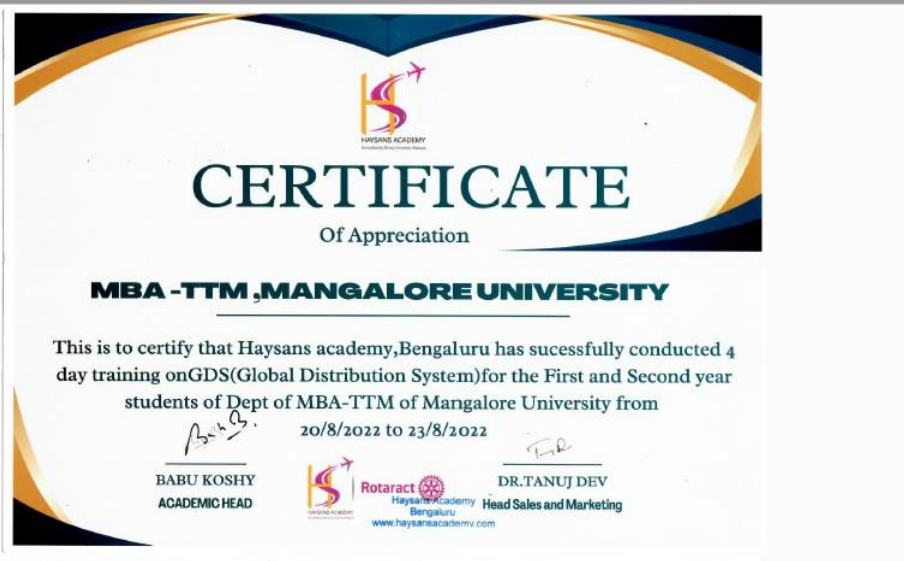 HAYSANS ACADEMY
CERTIFICATE
Of Appreciation
MBA -TTM ,MANGALORE UNIVERSITY
This is to certify that Haysans academy,Bengaluru has sucessfully conducted 4
day training onGDS(Global Distribution System)for the First and Second year
students of Dept of MBA-TTM of Mangalore University from
20/8/2022 to 23/8/2022
BABU KOSHY
ACADEMIC HEAD
HAYSANS ACADEMY
Rotaract
Haysans Academy
Bengaluru
www.haysansacademy.com
DR.TANUJ DEV
Head Sales and Marketing